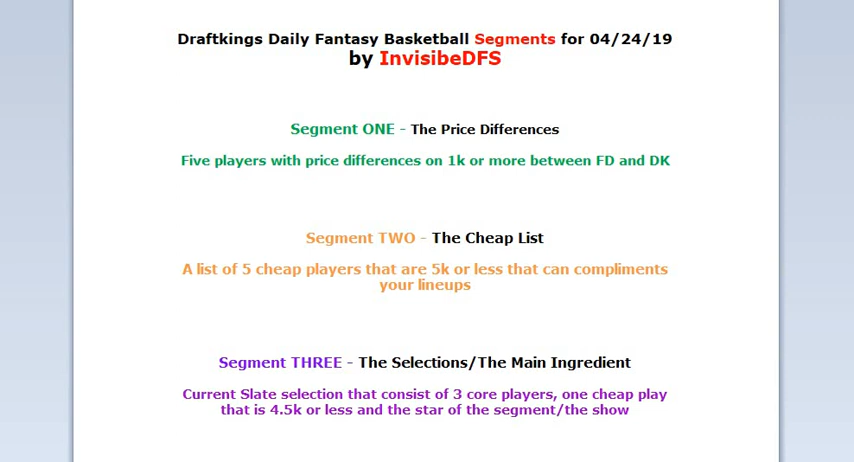 Draftkings Daily Fantasy Basketball Segments for 04/24/19
by InvisibeDFS
Segment ONE - The Price Differences
Five players with price differences on 1k or more between FD and DK
Segment TWO - The Cheap List
A list of 5 cheap players that are 5k or less that can compliments
your lineups
Segment THREE - The Selections/The Main Ingredient
Current Slate selection that consist of 3 core players, one cheap play
that is 4.5k or less and the star of the segment/the show